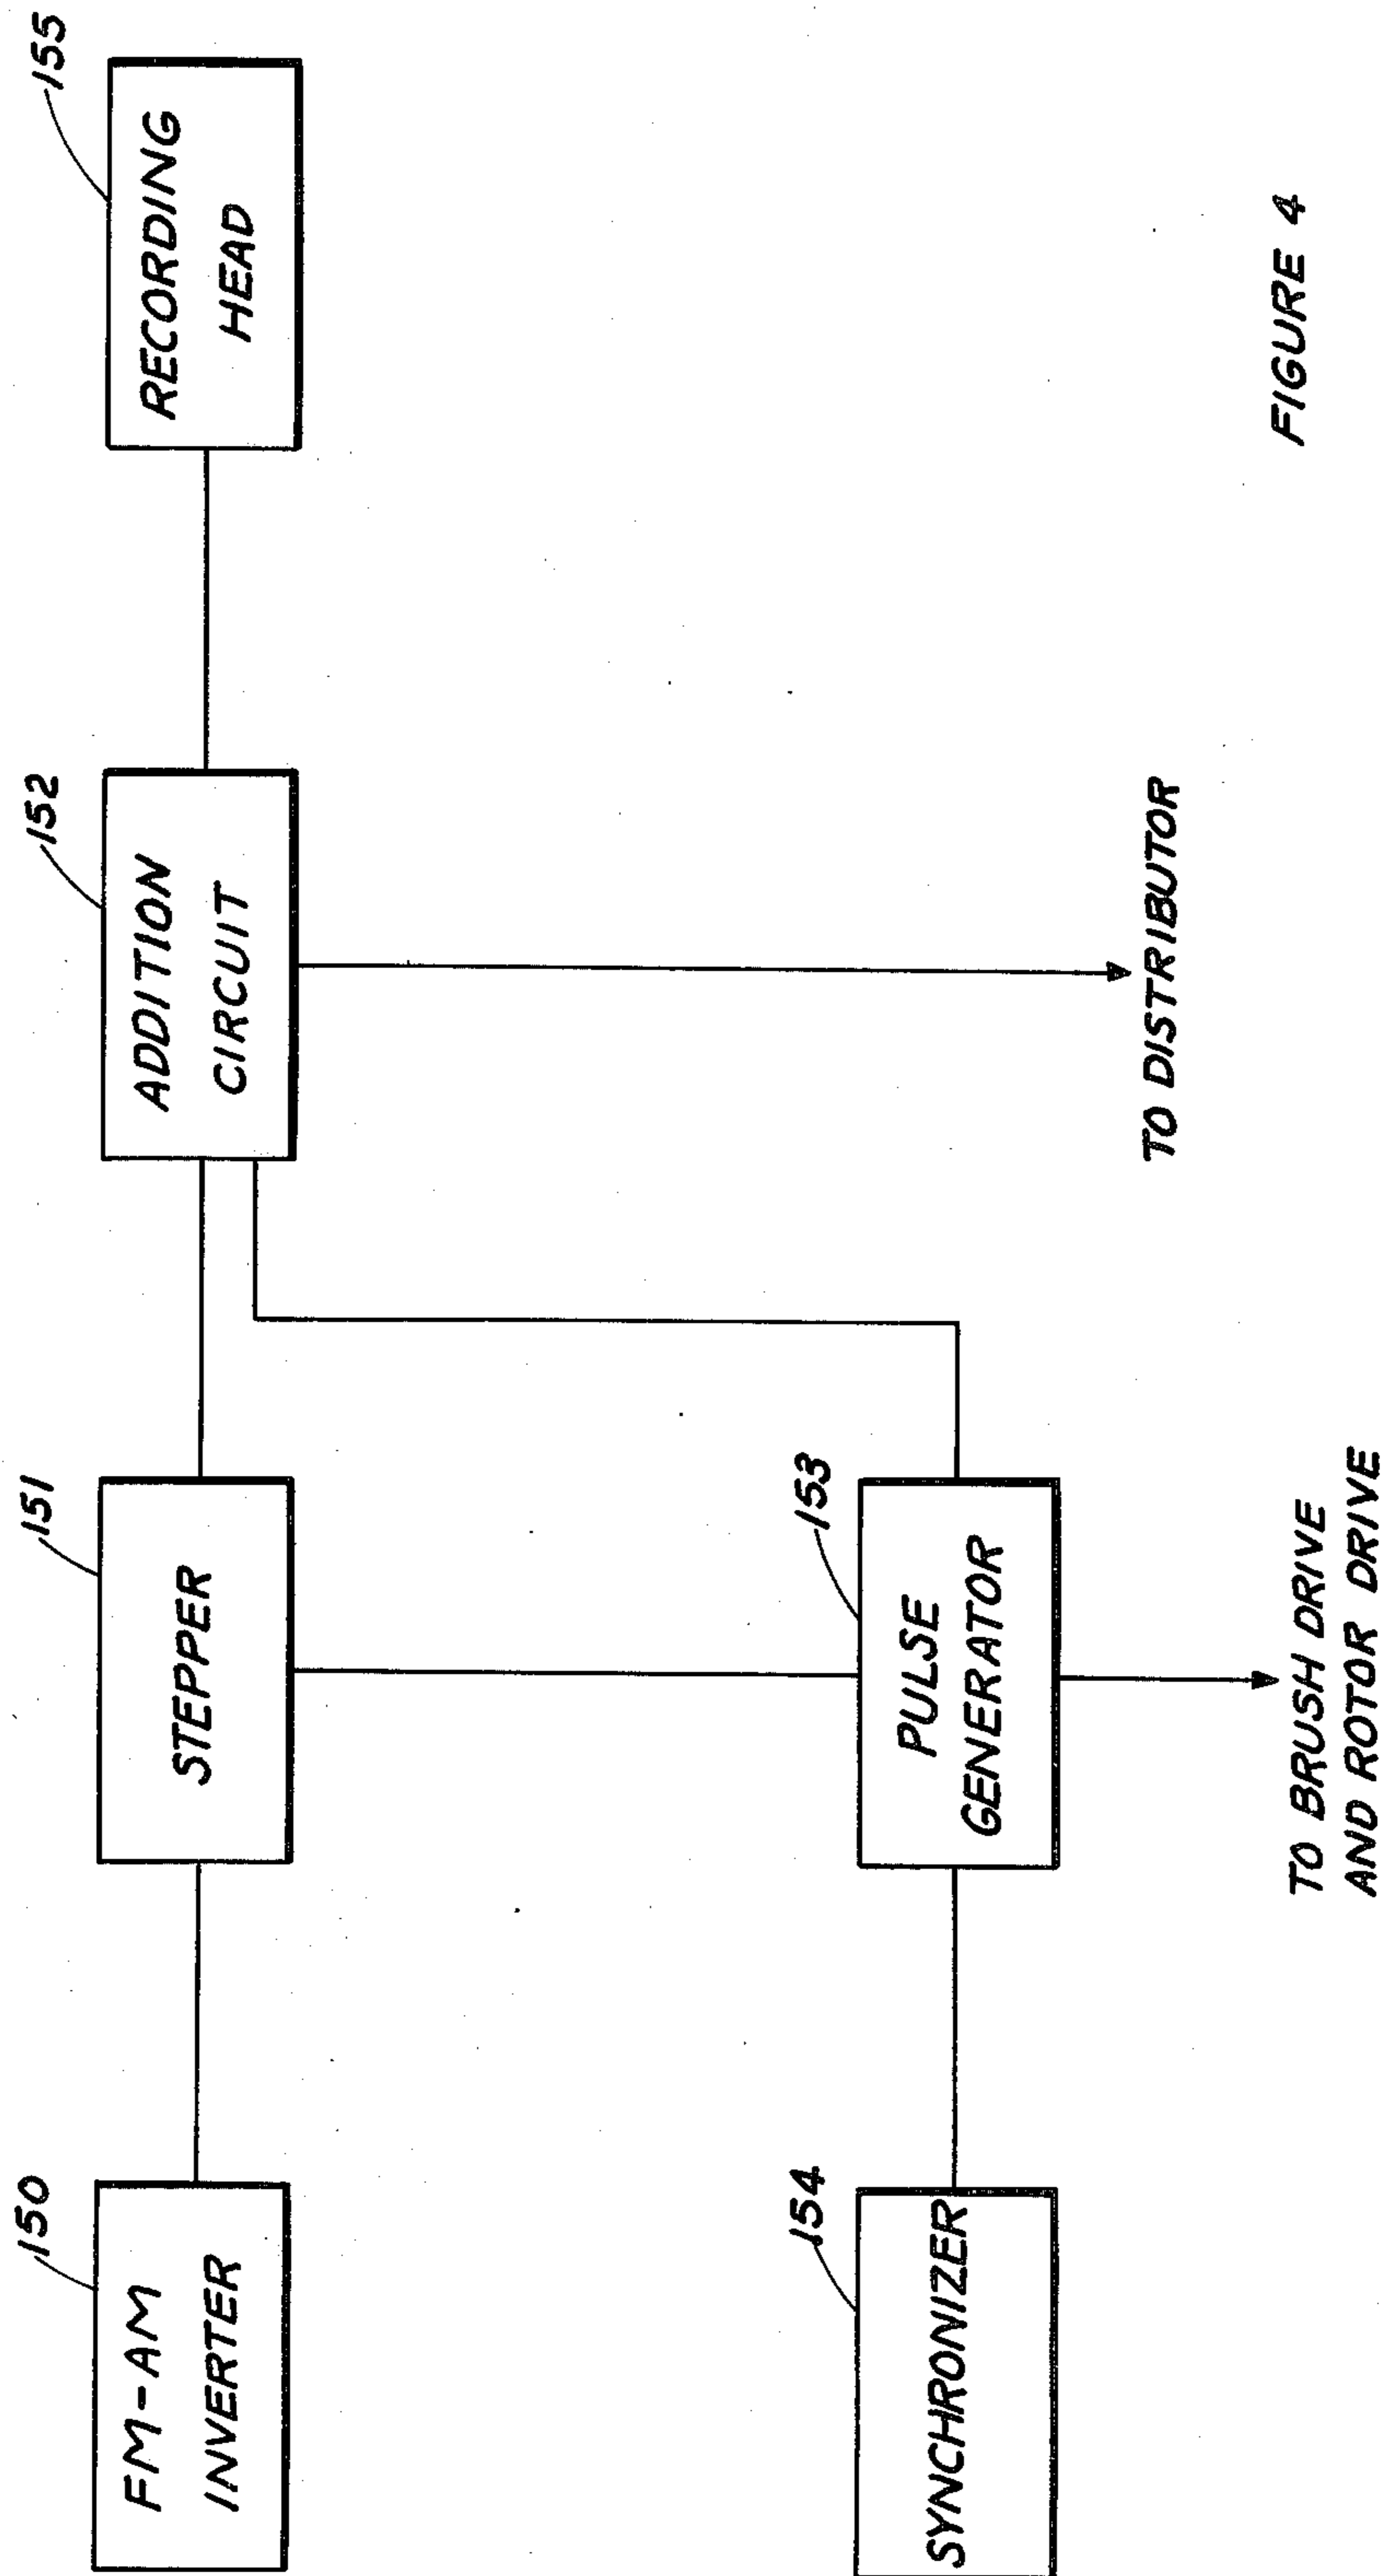 150
FM-AM
INVERTER
151
STEPPER
152
ADDITION
CIRCUIT
155
RECORDING
HEAD
154
SYNCHRONIZER
153
PULSE
GENERATOR
TO DISTRIBUTOR
TO BRUSH DRIVE
AND ROTOR DRIVE
FIGURE 4